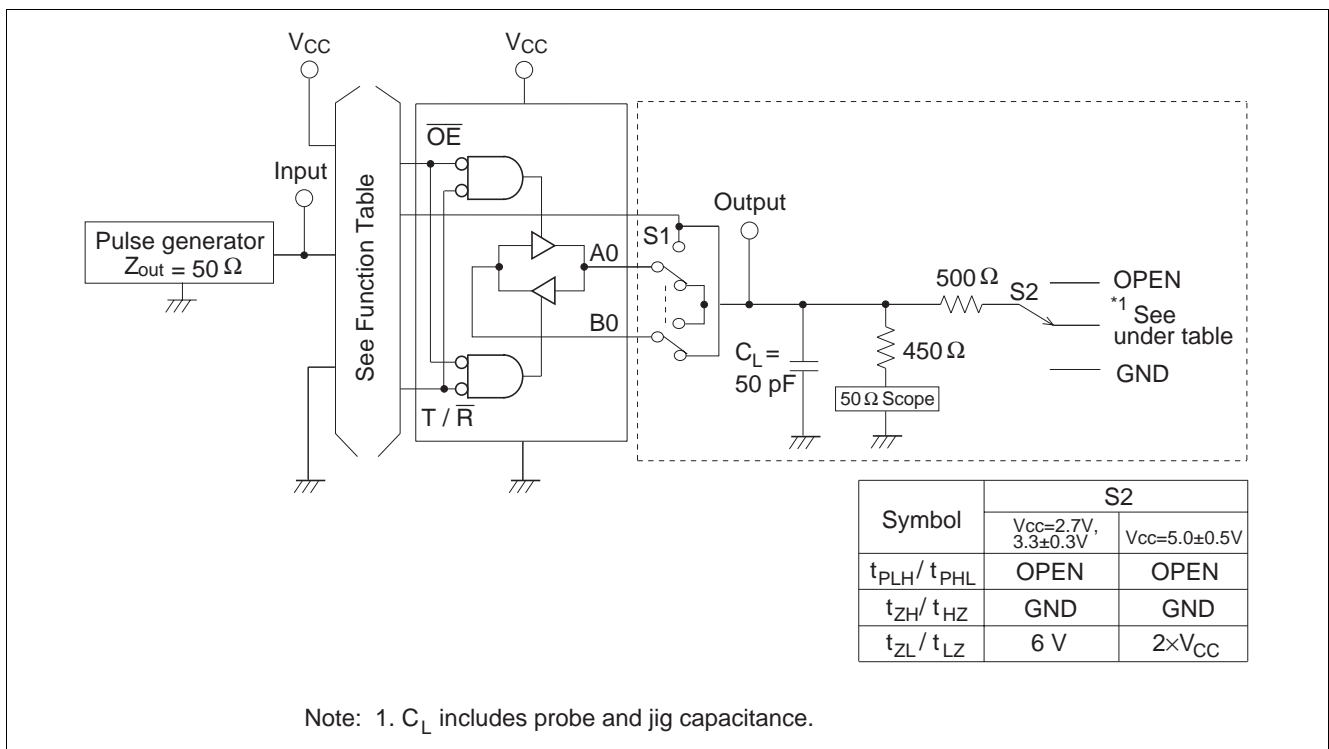 VCC
VCC
OE
Input
Output
S1
Pulse generator
Zout = 50 Ω
See Function Table
A0
500 Ω
S2
OPEN
*1 See
under table
B0
CL =
50 pF
450 Ω
GND
50 Ω Scope
T / R
Symbol
S2
Vcc=2.7V,
3.3±0.3V
Vcc=5.0±0.5V
tPLH / tPHL
OPEN
OPEN
tZH / tHZ
GND
GND
tZL / tLZ
6 V
2×VCC
Note: 1. CL includes probe and jig capacitance.